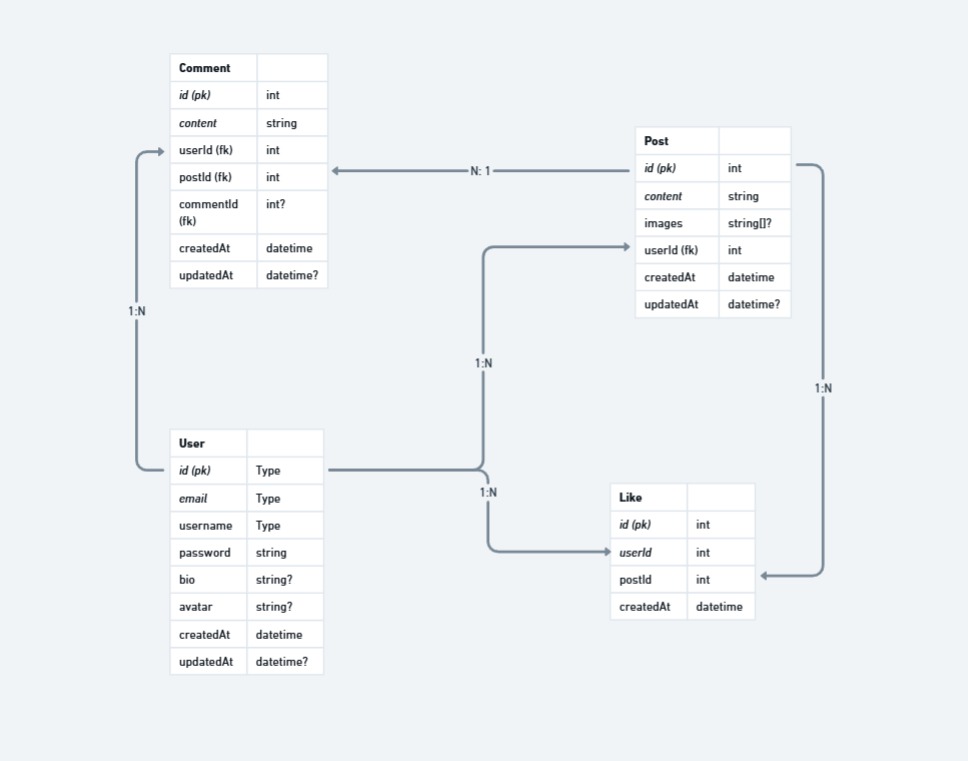 Comment
id (pk) int
content string
userId (fk) int
postId (fk) int
commentId int?
(fk)
createdAt datetime
updatedAt datetime?
N: 1
Post
id (pk) int
content string
images string[]?
userId (fk) int
createdAt datetime
updatedAt datetime?
1:N
1:N
1:N
User
id (pk) Type
email Type
username Type
password string
bio string?
avatar string?
createdAt datetime
updatedAt datetime?
1:N
Like
id (pk) int
userId int
postId int
createdAt datetime